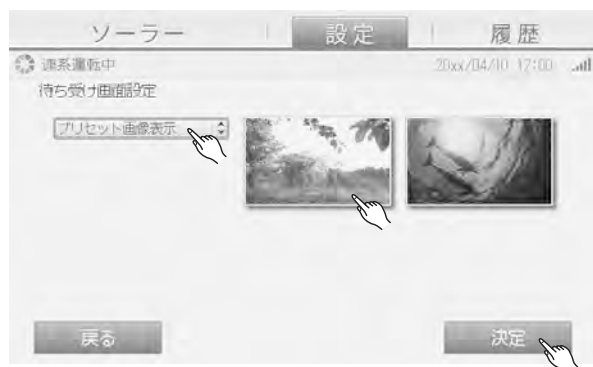 ソーラー 設定 履歴
連系運転中 20xx/04/10 17:00
待ち受け画面設定
プリセット画像表示
戻る 決定